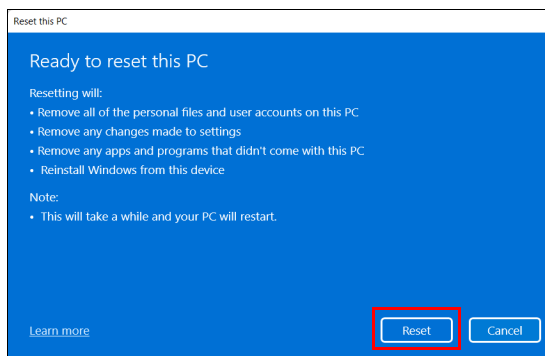 Reset this PC
Ready to reset this PC
Resetting will:
• Remove all of the personal files and user accounts on this PC
• Remove any changes made to settings
• Remove any apps and programs that didn't come with this PC
• Reinstall Windows from this device
Note:
• This will take a while and your PC will restart.
Learn more
Reset
Cancel